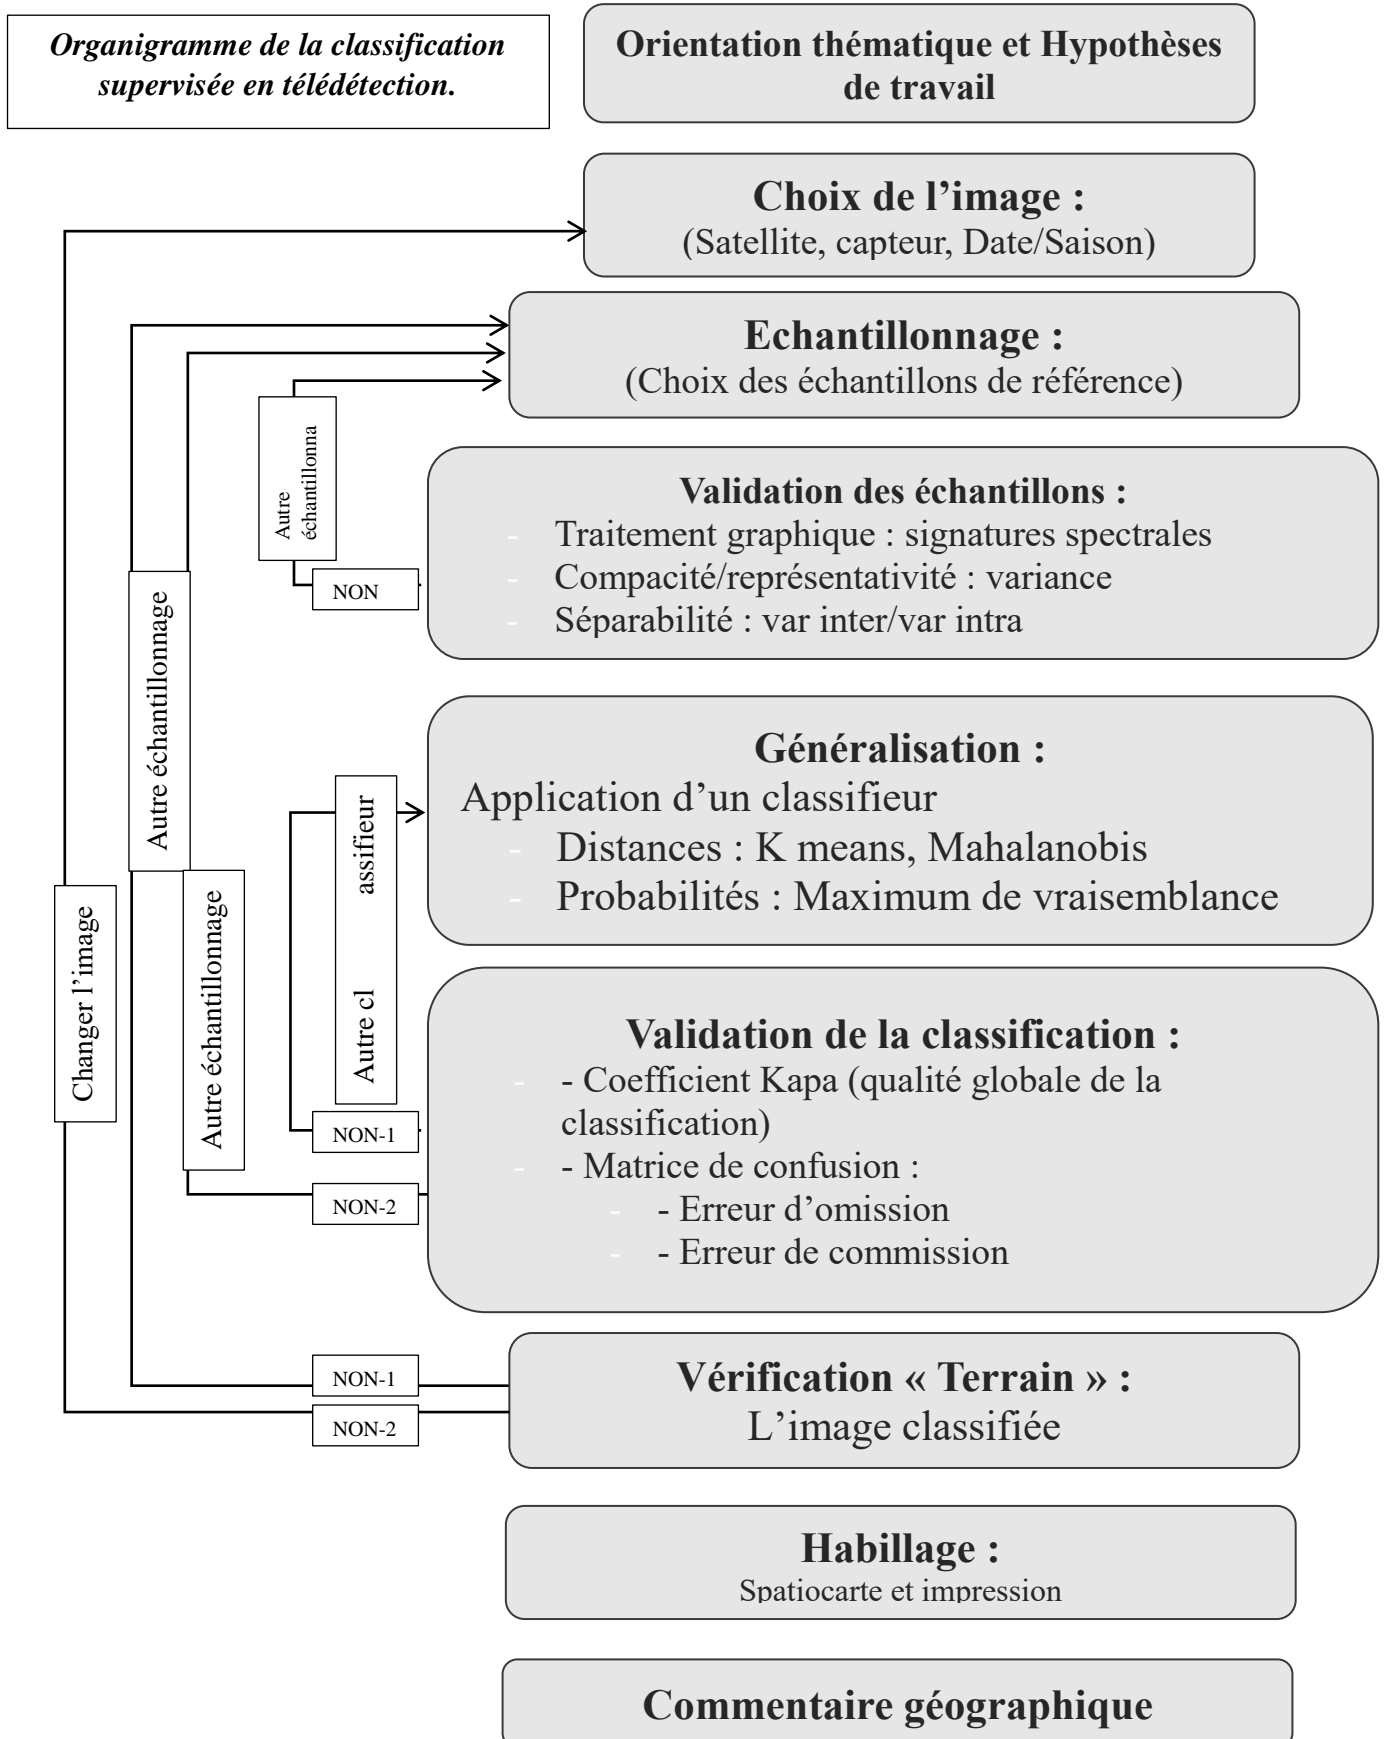 Organigramme de la classification
supervisée en télédétection.
Orientation thématique et Hypothèses
de travail
Choix de l’image :
(Satellite, capteur, Date/Saison)
Echantillonnage :
(Choix des échantillons de référence)
Autre
échantillonna
Validation des échantillons :
- Traitement graphique : signatures spectrales
- Compacité/représentativité : variance
- Séparabilité : var inter/var intra
NON
Autre échantillonnage
Généralisation :
Application d’un classifieur
- Distances : K means, Mahalanobis
- Probabilités : Maximum de vraisemblance
Autre cl assifieur
Changer l’image
Autre échantillonnage
Validation de la classification :
- - Coefficient Kapa (qualité globale de la
classification)
- - Matrice de confusion :
- - Erreur d’omission
- - Erreur de commission
NON-1
NON-2
Vérification « Terrain » :
L’image classifiée
NON-1
NON-2
Habillage :
Spatiocarte et impression
Commentaire géographique